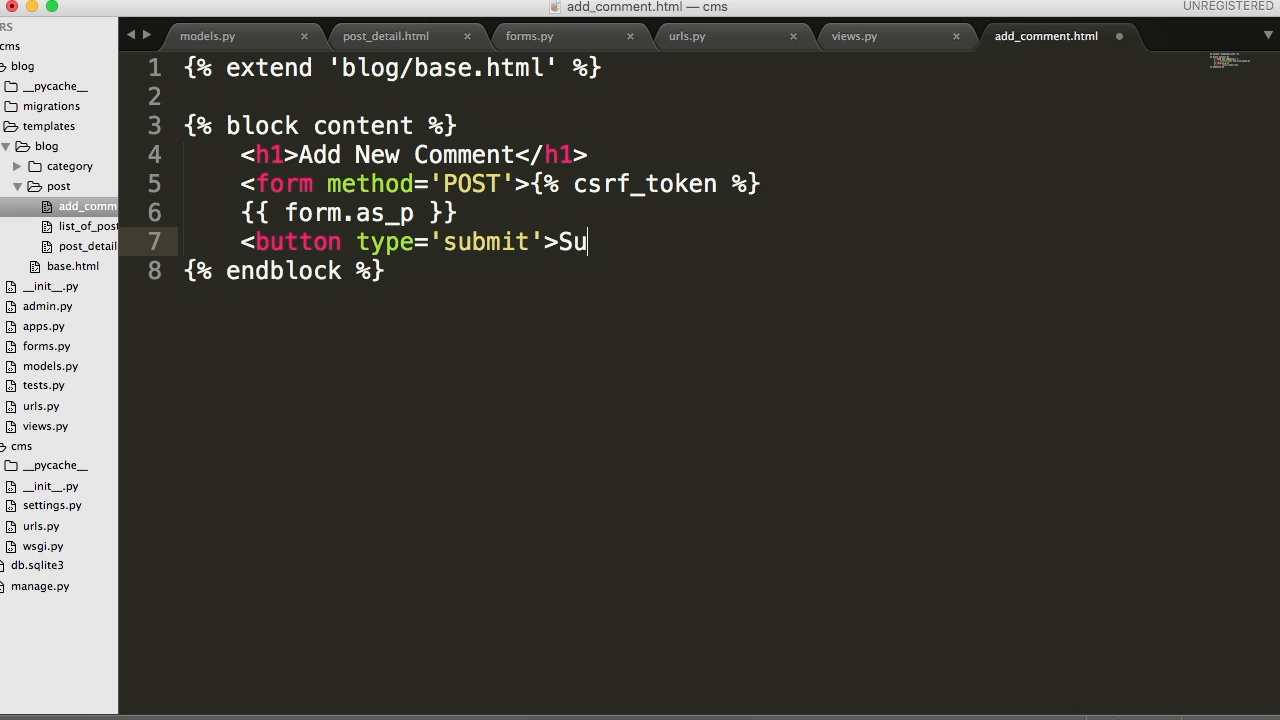 add_comment.html — cms
UNREGISTERED
RS
cms
blog
__pycache__
migrations
templates
blog
category
post
add_comm
list_of_post
post_detail
base.html
__init__.py
admin.py
apps.py
forms.py
models.py
tests.py
urls.py
views.py
cms
__pycache__
__init__.py
settings.py
urls.py
wsgi.py
db.sqlite3
manage.py
models.py × post_detail.html × forms.py × urls.py × views.py × add_comment.html
1 {% extend 'blog/base.html' %}
2
3 {% block content %}
4 <h1>Add New Comment</h1>
5 <form method='POST'>{% csrf_token %}
6 {{ form.as_p }}
7 <button type='submit'>Su
8 {% endblock %}